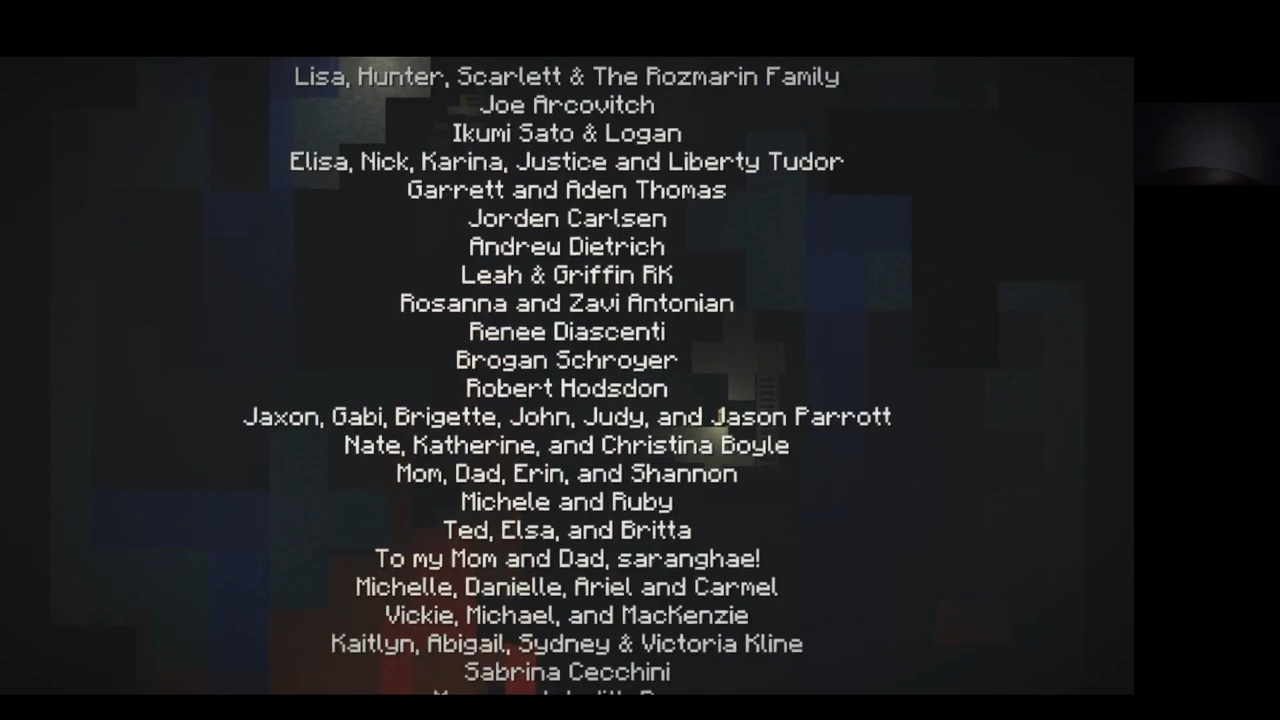 Lisa, Hunter, Scarlett & The Rozmarin Family
Joe Arcovitch
Ikumi Sato & Logan
Elisa, Nick, Karina, Justice and Liberty Tudor
Garrett and Aden Thomas
Jorden Carlsen
Andrew Dietrich
Leah & Griffin RK
Rosanna and Zavi Antonian
Renee Diascenti
Brogan Schroyer
Robert Hodsdon
Jaxon, Gabi, Brigette, John, Judy, and Jason Parrott
Nate, Katherine, and Christina Boyle
Mom, Dad, Erin, and Shannon
Michele and Ruby
Ted, Elsa, and Britta
To my Mom and Dad, saranghae!
Michelle, Danielle, Ariel and Carmel
Vickie, Michael, and MacKenzie
Kaitlyn, Abigail, Sydney & Victoria Kline
Sabrina Cecchini